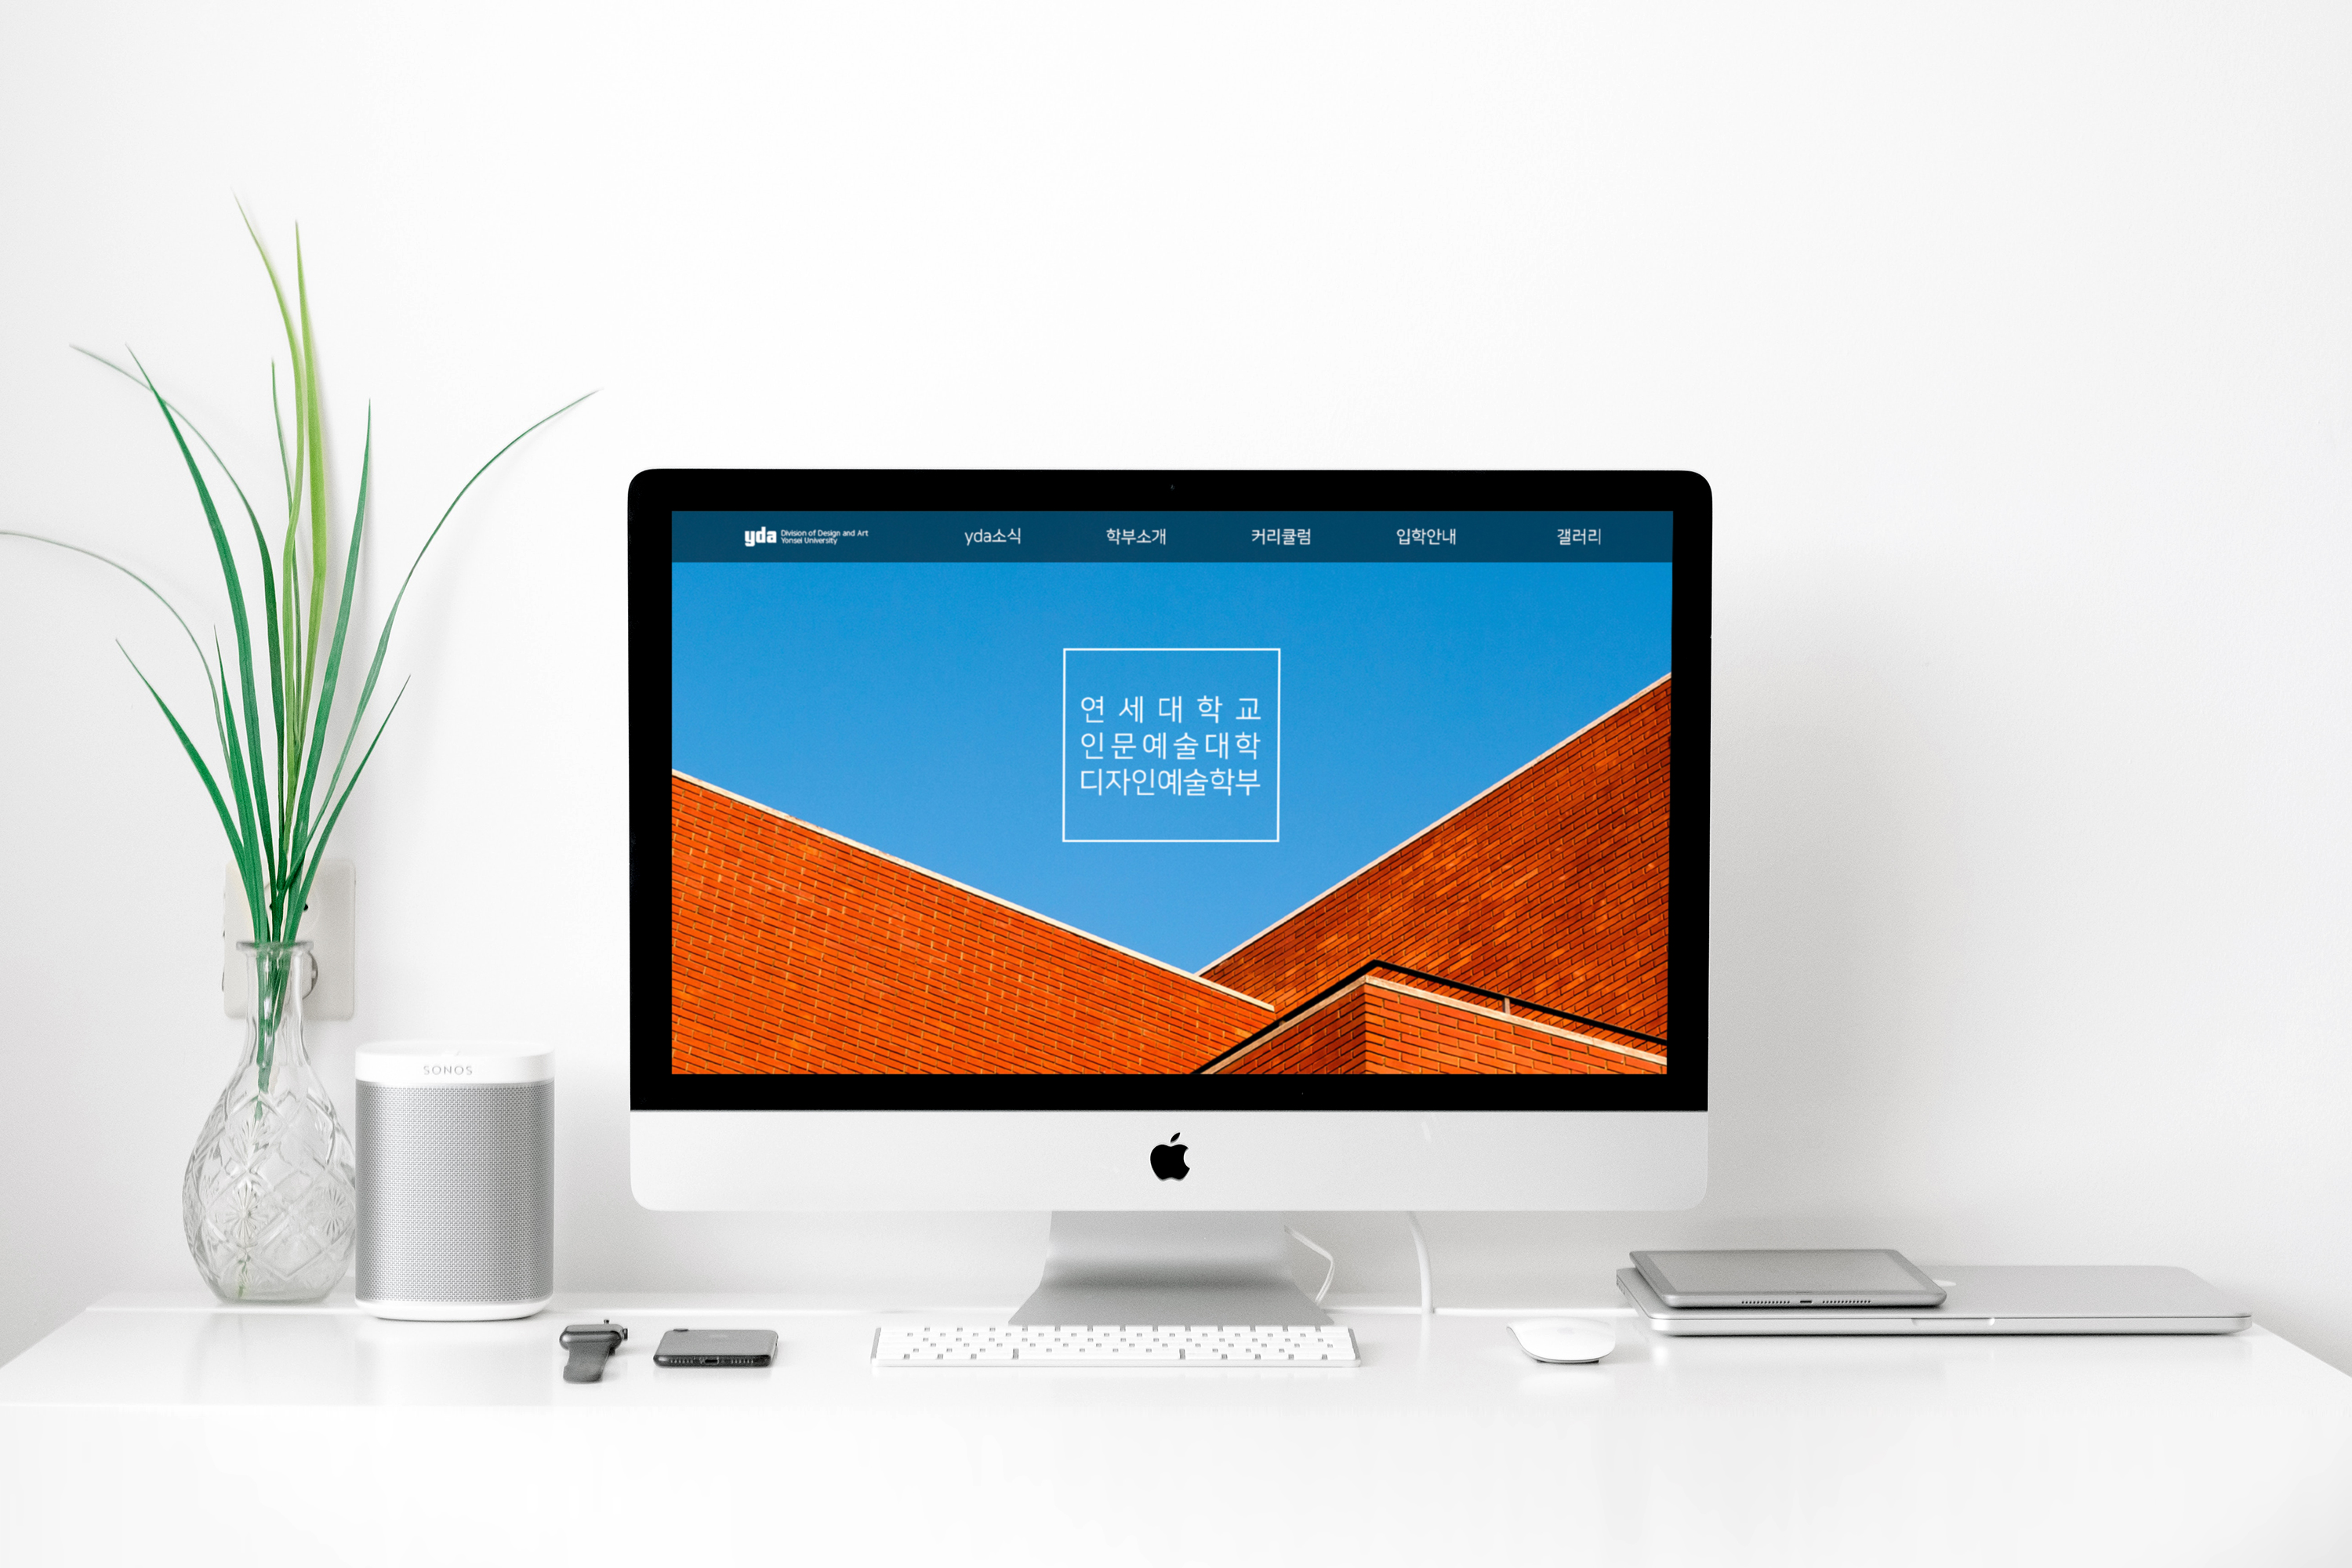 yda Division of Design and Art
Yonsei University
yda소식
학부소개
커리큘럼
입학안내
갤러리
연세대학교
인문예술대학
디자인예술학부
SONOS